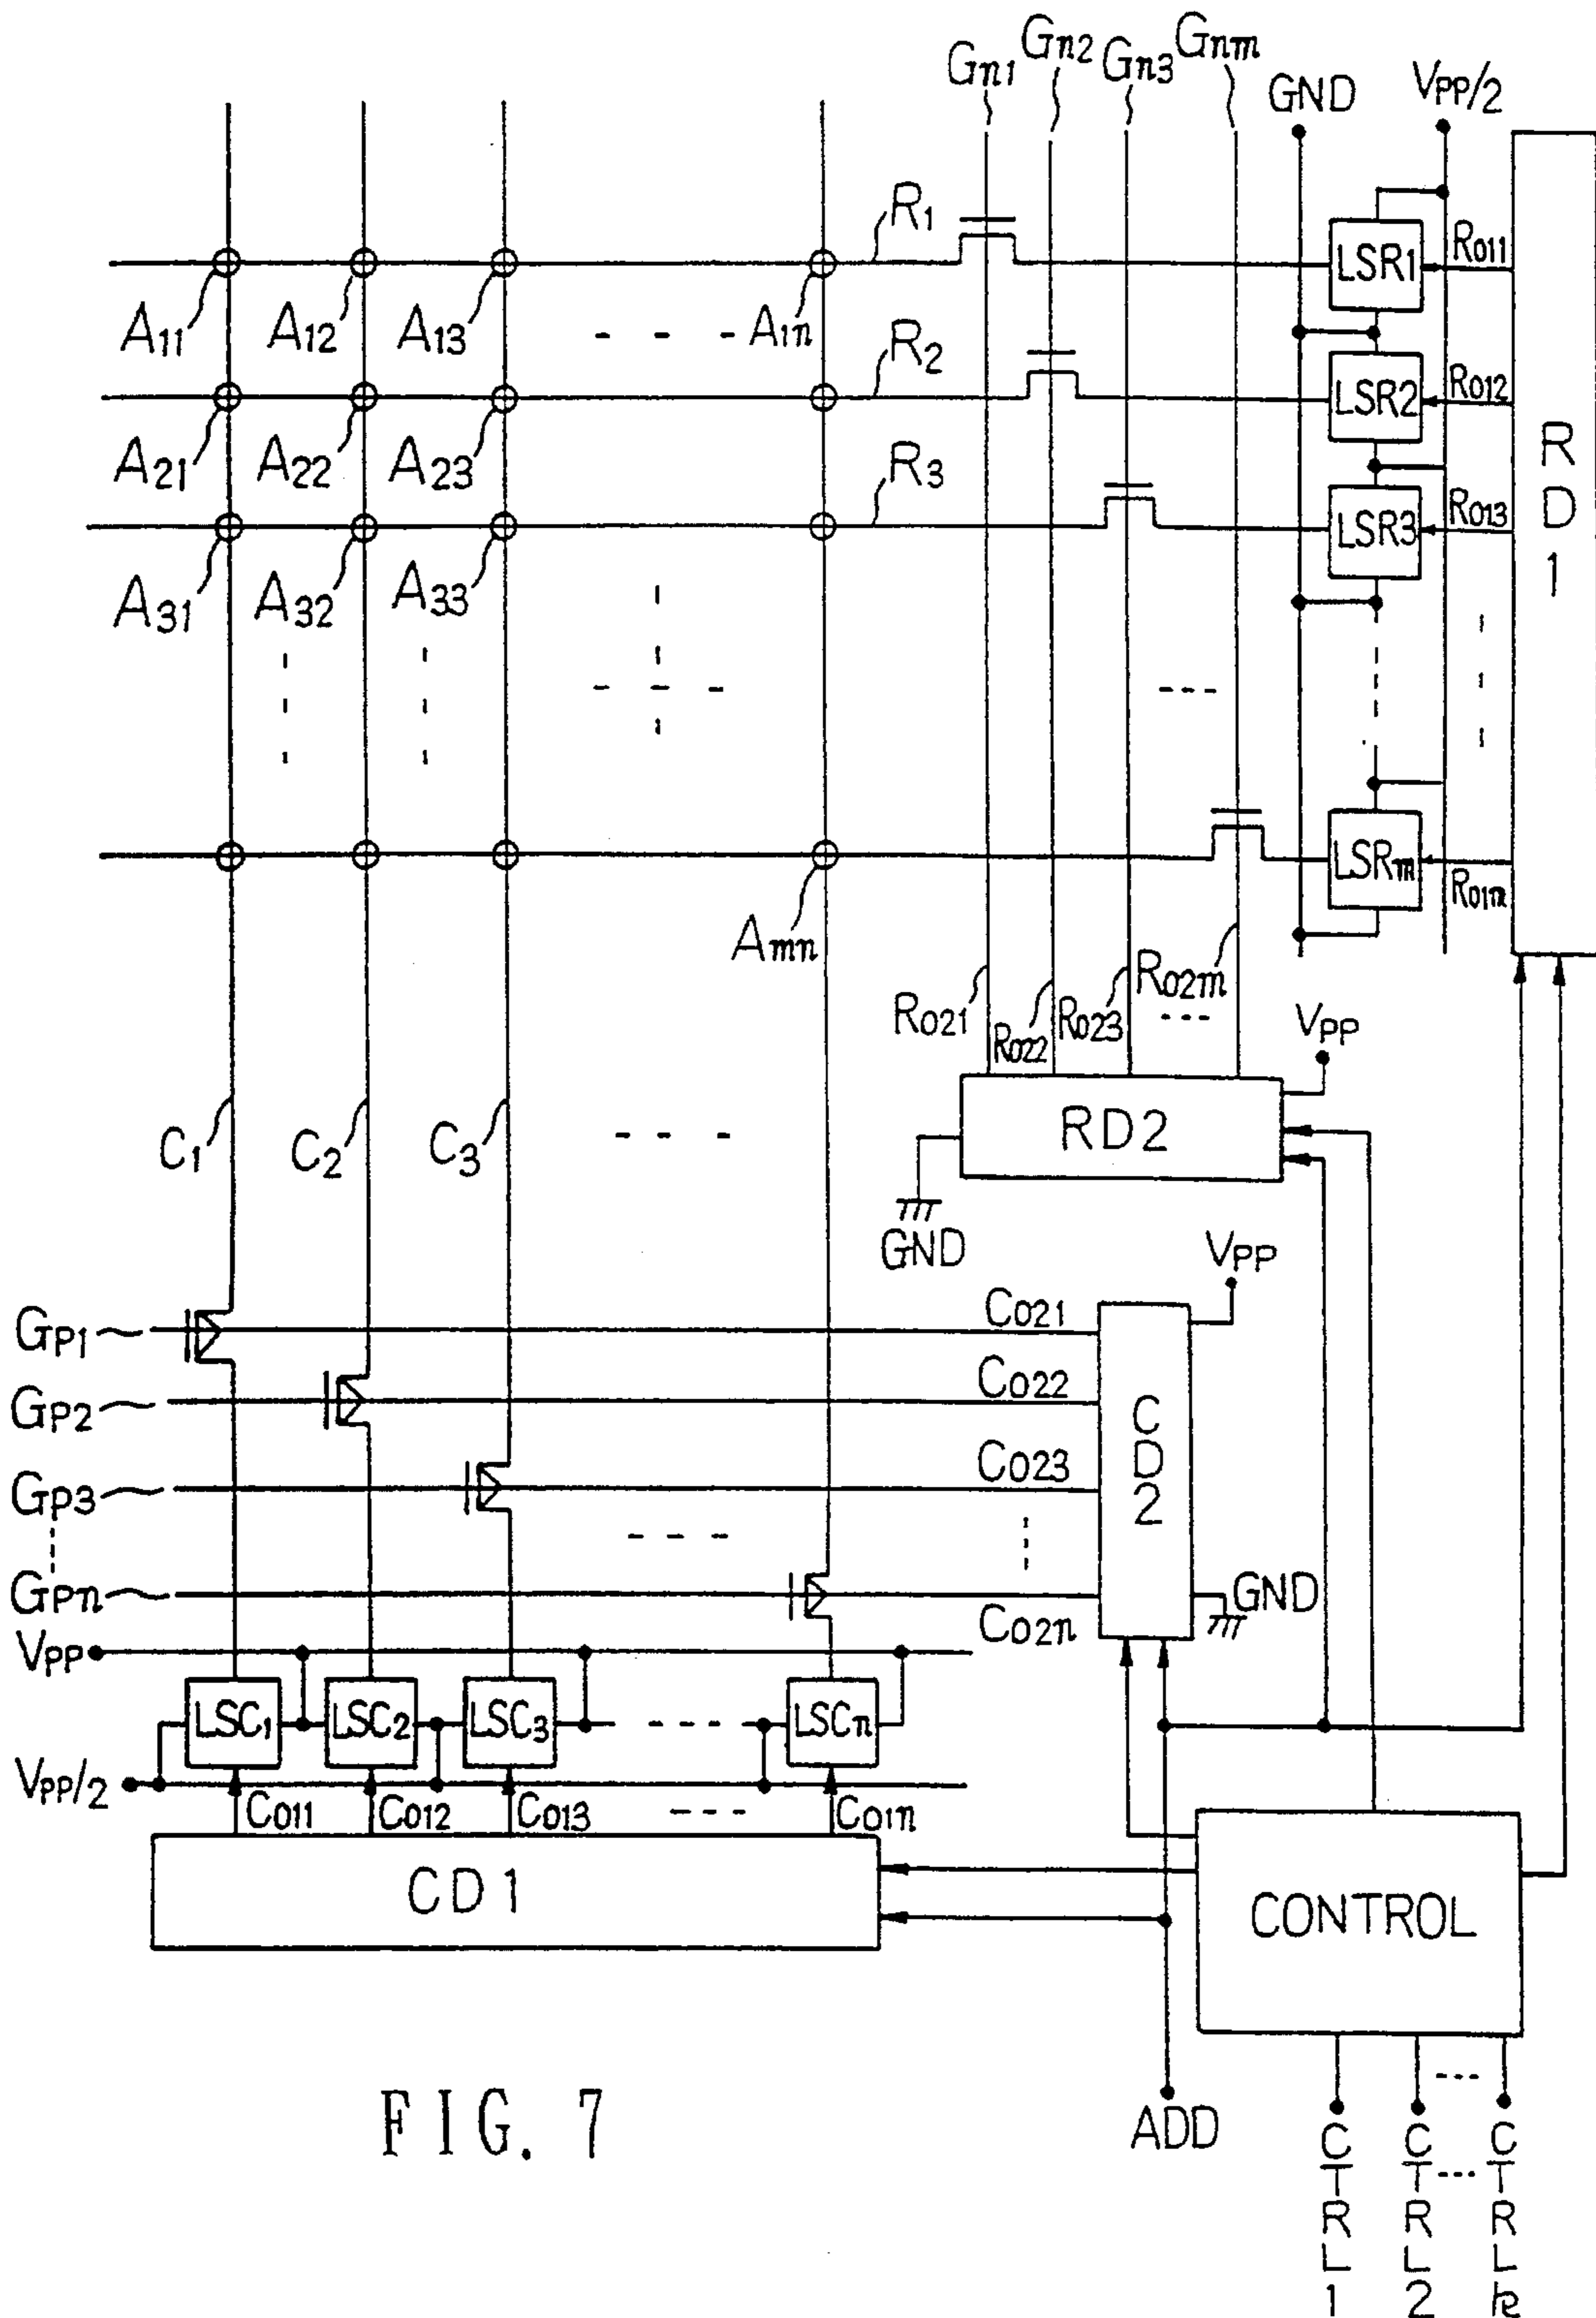 Gn1 Gn2 Gn3 Gnm GND VPP/2
R1 LSR1 R011
A11 A12 A13 - - - A1n
R2 LSR2 R012
A21 A22 A23
R3 LSR3 R013
A31 A32 A33
RD1
LSRm R01n
Amn
R021 R022 R023 R02m
VPP
C1 C2 C3 - - -
RD2
GND
VPP
GP1 C021
GP2 C022
GP3 C023
CD2
GPn C02n
GND
VPP
LSC1 LSC2 LSC3 LSCn
VPP/2
C011 C012 C013 - - - C01n
CD1
CONTROL
ADD
CTRL1 CTRL2 --- CTRLk
FIG. 7